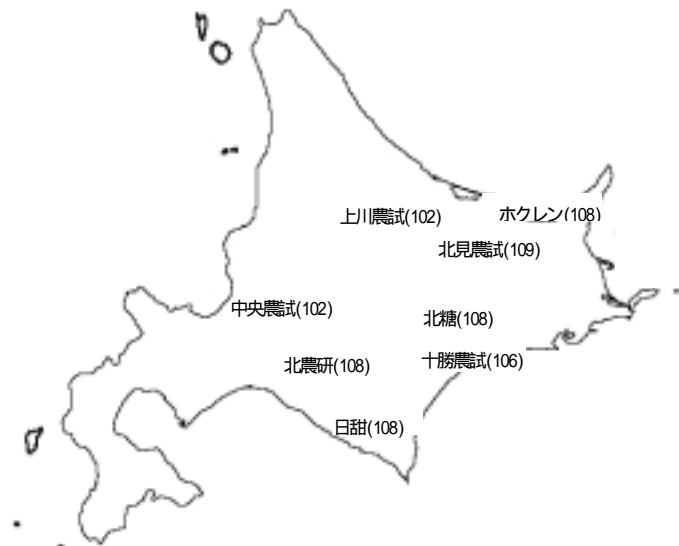 上川農試(102)
ホクレン(108)
北見農試(109)
中央農試(102)
北糖(108)
北農研(108)
十勝農試(106)
日甜(108)